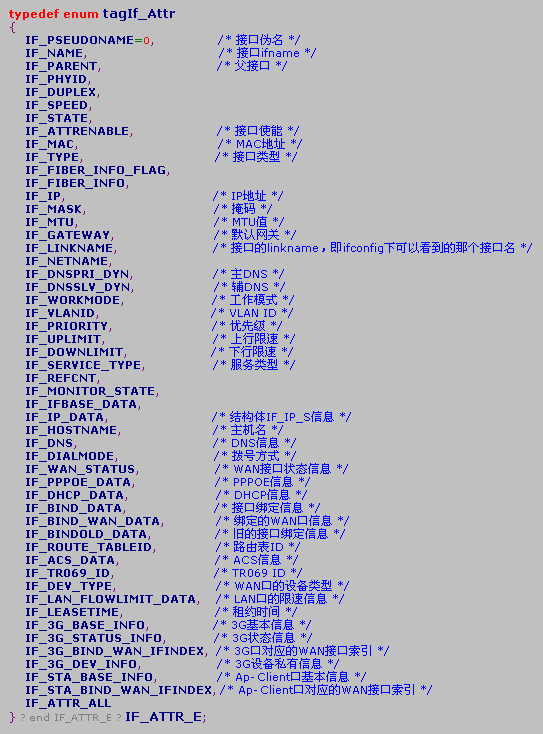 typedef enum tagIf_Attr
{
IF_PSEUDONAME=0, /* 接口伪名 */
IF_NAME, /* 接口ifname */
IF_PARENT, /* 父接口 */
IF_PHYID,
IF_DUPLEX,
IF_SPEED,
IF_STATE,
IF_ATTRENABLE, /* 接口使能 */
IF_MAC, /* MAC地址 */
IF_TYPE, /* 接口类型 */
IF_FIBER_INFO_FLAG,
IF_FIBER_INFO,
IF_IP, /* IP地址 */
IF_MASK, /* 掩码 */
IF_MTU, /* MTU值 */
IF_GATEWAY, /* 默认网关 */
IF_LINKNAME, /* 接口的linkname，即ifconfig下可以看到的那个接口名 */
IF_NETNAME,
IF_DNSPRI_DYN, /* 主DNS */
IF_DNSSLV_DYN, /* 辅DNS */
IF_WORKMODE, /* 工作模式 */
IF_VLANID, /* VLAN ID */
IF_PRIORITY, /* 优先级 */
IF_UPLIMIT, /* 上行限速 */
IF_DOWNLIMIT, /* 下行限速 */
IF_SERVICE_TYPE, /* 服务类型 */
IF_REFCNT,
IF_MONITOR_STATE,
IF_IFBASE_DATA,
IF_IP_DATA, /* 结构体IF_IP_S信息 */
IF_HOSTNAME, /* 主机名 */
IF_DNS, /* DNS信息 */
IF_DIALMODE, /* 拨号方式 */
IF_WAN_STATUS, /* WAN接口状态信息 */
IF_PPPOE_DATA, /* PPPOE信息 */
IF_DHCP_DATA, /* DHCP信息 */
IF_BIND_DATA, /* 接口绑定信息 */
IF_BIND_WAN_DATA, /* 绑定的WAN口信息 */
IF_BINDOLD_DATA, /* 旧的接口绑定信息 */
IF_ROUTE_TABLEID, /* 路由表ID */
IF_ACS_DATA, /* ACS信息 */
IF_TR069_ID, /* TR069 ID */
IF_DEV_TYPE, /* WAN口的设备类型 */
IF_LAN_FLOWLIMIT_DATA, /* LAN口的限速信息 */
IF_LEASETIME, /* 租约时间 */
IF_3G_BASE_INFO, /* 3G基本信息 */
IF_3G_STATUS_INFO, /* 3G状态信息 */
IF_3G_BIND_WAN_IFINDEX, /* 3G口对应的WAN接口索引 */
IF_3G_DEV_INFO, /* 3G设备私有信息 */
IF_STA_BASE_INFO, /* Ap-Client口基本信息 */
IF_STA_BIND_WAN_IFINDEX, /* Ap-Client口对应的WAN接口索引 */
IF_ATTR_ALL
} ? end IF_ATTR_E ? IF_ATTR_E;